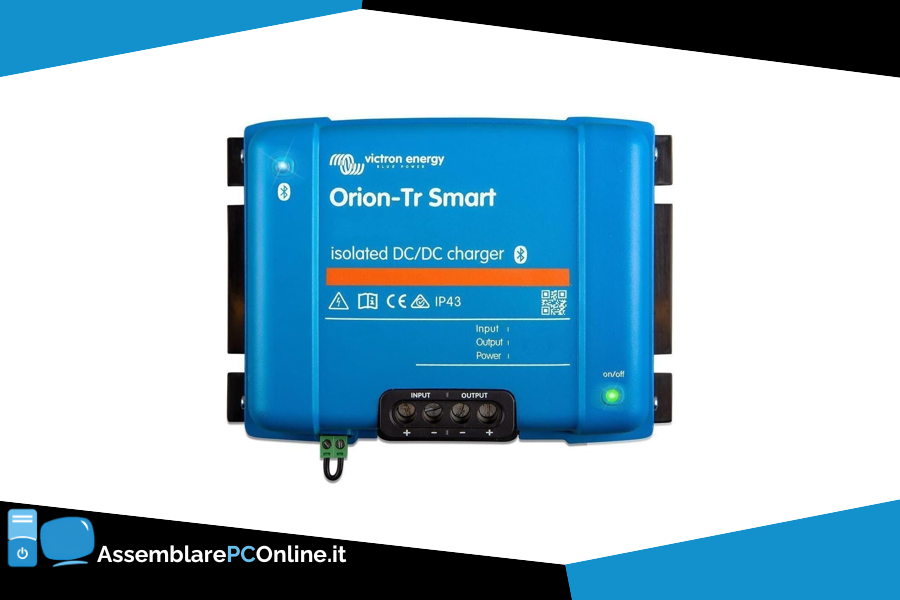 victron energy
BLUE POWER
Orion-Tr Smart
isolated DC/DC charger
IP43
Input
Output
Power
on/off
INPUT OUTPUT
+ - - +
AssemblarePCOnline.it